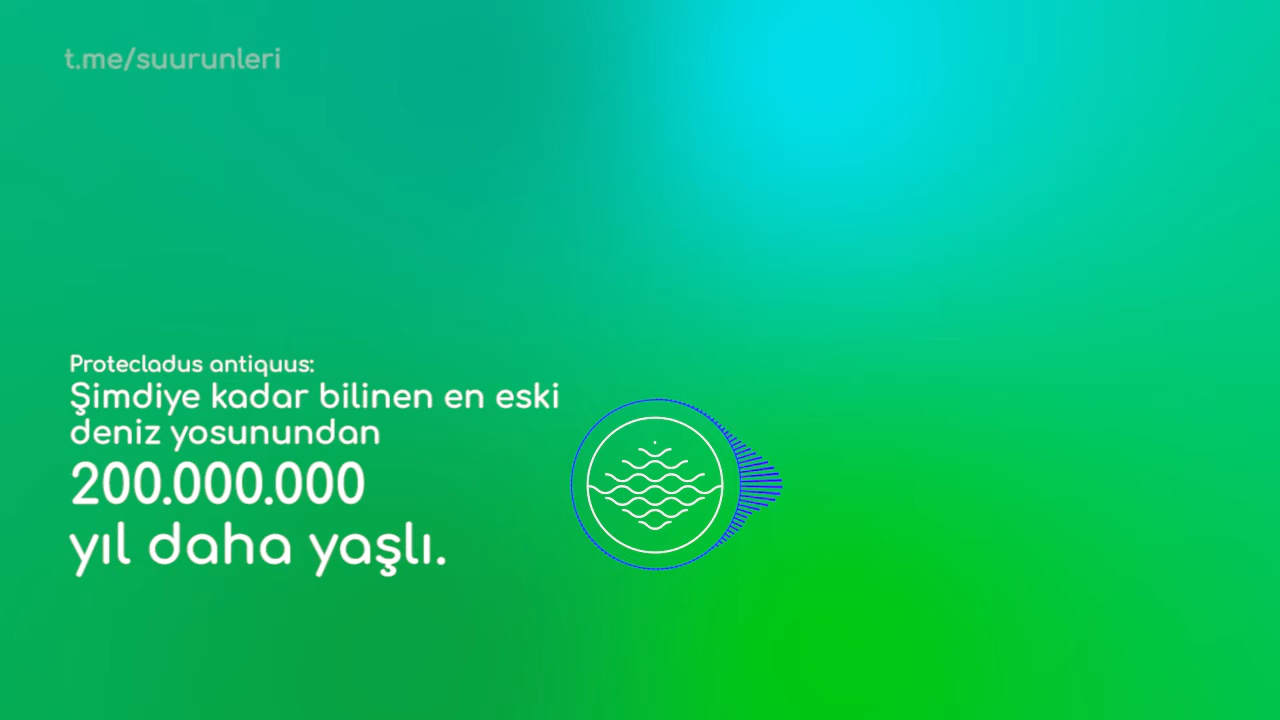 t.me/suurunleri
Protecladus antiquus:
Şimdiye kadar bilinen en eski
deniz yosunundan
200.000.000
yıl daha yaşlı.